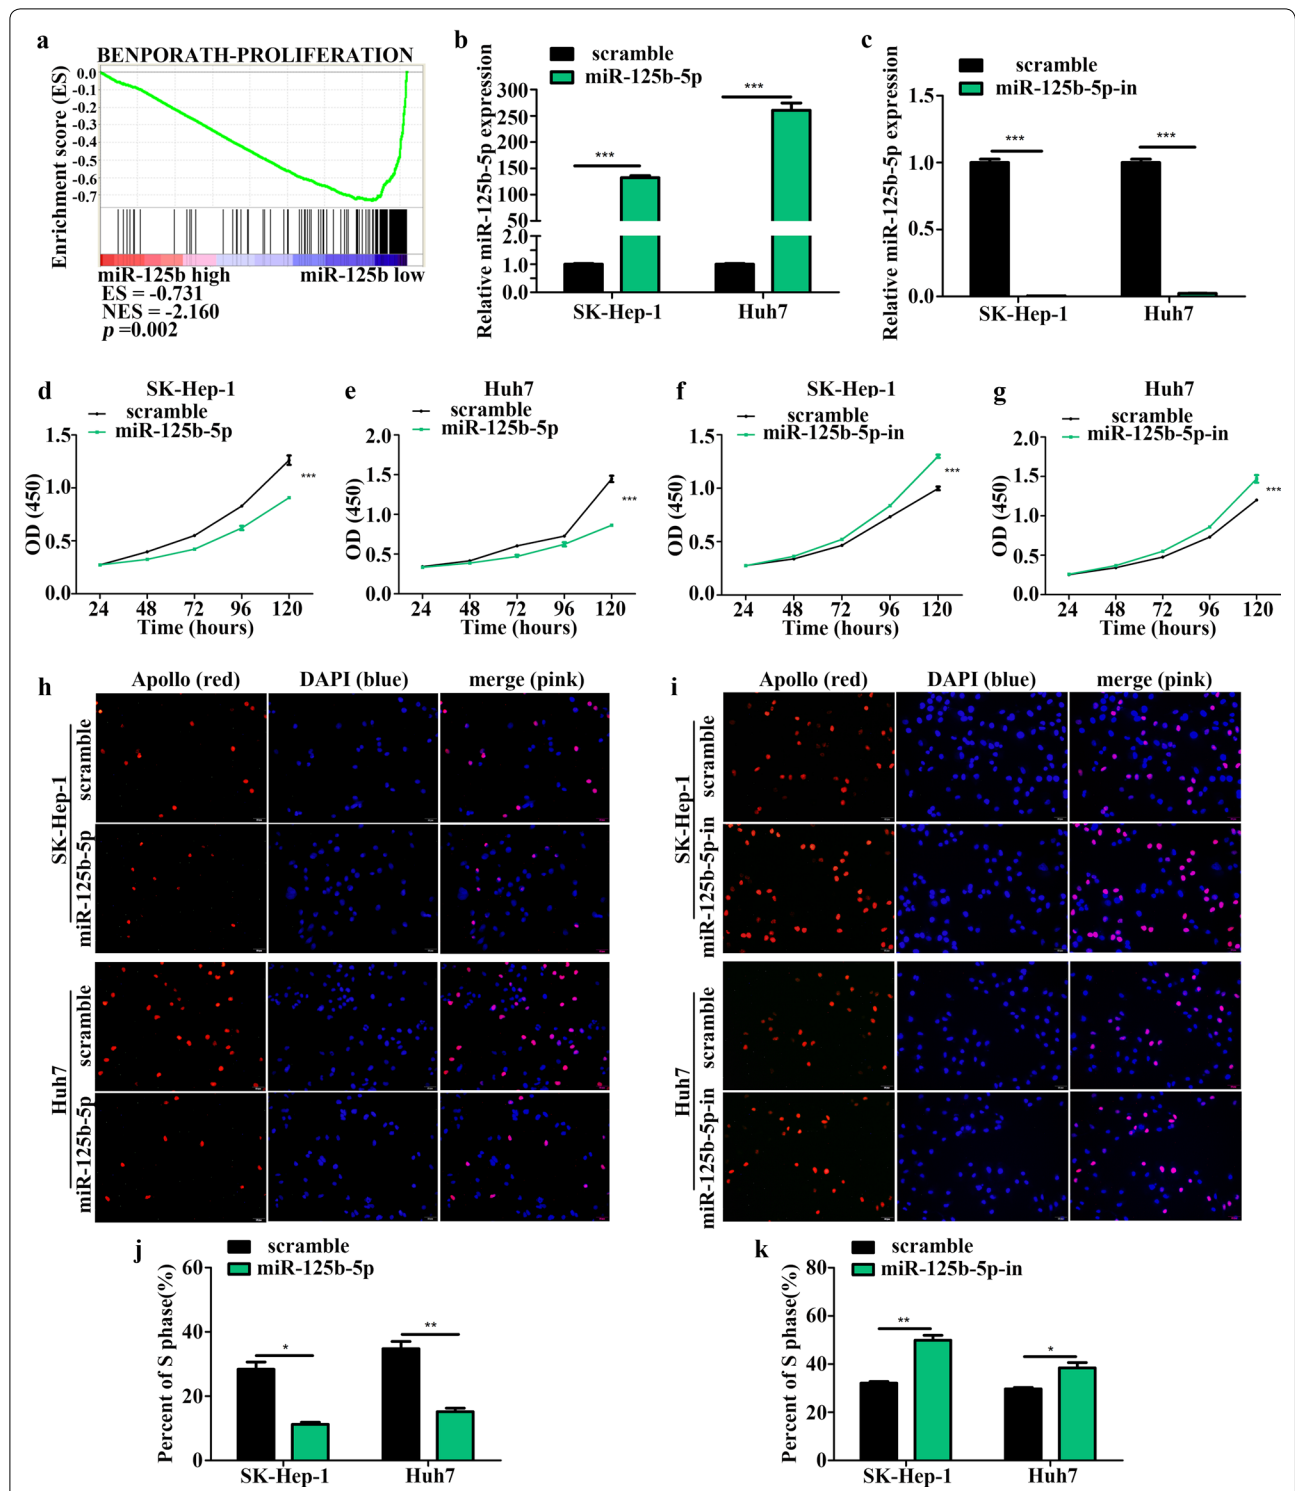 a
BENPORATH-PROLIFERATION
Enrichment score (ES)
0.0
-0.1
-0.2
-0.3
-0.4
-0.5
-0.6
-0.7
miR-125b high
miR-125b low
ES = -0.731
NES = -2.160
p =0.002
b
scramble
miR-125b-5p
Relative miR-125b-5p expression
300
250
200
150
100
50
2.0
1.0
0.0
***
***
SK-Hep-1
Huh7
c
scramble
miR-125b-5p-in
Relative miR-125b-5p expression
1.5
1.0
0.5
0.0
***
***
SK-Hep-1
Huh7
d
SK-Hep-1
scramble
miR-125b-5p
OD (450)
1.5
1.0
0.5
0.0
***
24 48 72 96 120
Time (hours)
e
Huh7
scramble
miR-125b-5p
OD (450)
2.0
1.5
1.0
0.5
0.0
***
24 48 72 96 120
Time (hours)
f
SK-Hep-1
scramble
miR-125b-5p-in
OD (450)
1.5
1.0
0.5
0.0
***
24 48 72 96 120
Time (hours)
g
Huh7
scramble
miR-125b-5p-in
OD (450)
2.0
1.5
1.0
0.5
0.0
***
24 48 72 96 120
Time (hours)
h
Apollo (red) DAPI (blue) merge (pink)
SK-Hep-1
scramble
miR-125b-5p
Huh7
scramble
miR-125b-5p
i
Apollo (red) DAPI (blue) merge (pink)
SK-Hep-1
scramble
miR-125b-5p-in
Huh7
scramble
miR-125b-5p-in
j
scramble
miR-125b-5p
Percent of S phase(%)
60
40
20
0
*
**
SK-Hep-1
Huh7
k
scramble
miR-125b-5p-in
Percent of S phase(%)
80
60
40
20
0
**
*
SK-Hep-1
Huh7